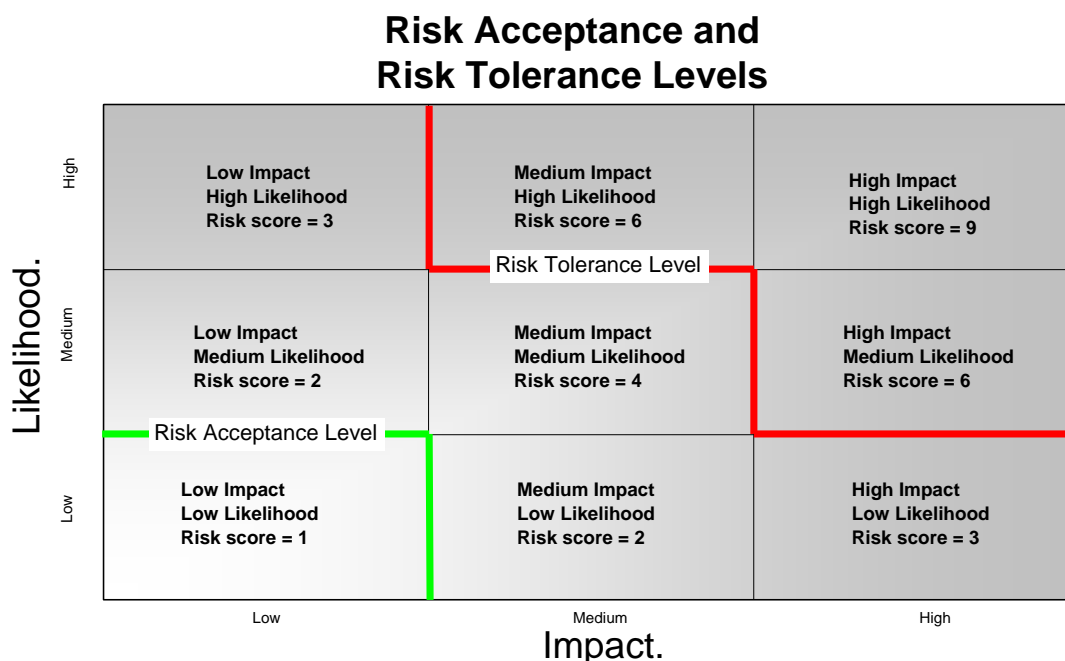 Risk Acceptance and
Risk Tolerance Levels
High
Low Impact
High Likelihood
Risk score = 3
Medium Impact
High Likelihood
Risk score = 6
High Impact
High Likelihood
Risk score = 9
Risk Tolerance Level
Likelihood.
Medium
Low Impact
Medium Likelihood
Risk score = 2
Medium Impact
Medium Likelihood
Risk score = 4
High Impact
Medium Likelihood
Risk score = 6
Risk Acceptance Level
Low
Low Impact
Low Likelihood
Risk score = 1
Medium Impact
Low Likelihood
Risk score = 2
High Impact
Low Likelihood
Risk score = 3
Low
Medium
High
Impact.